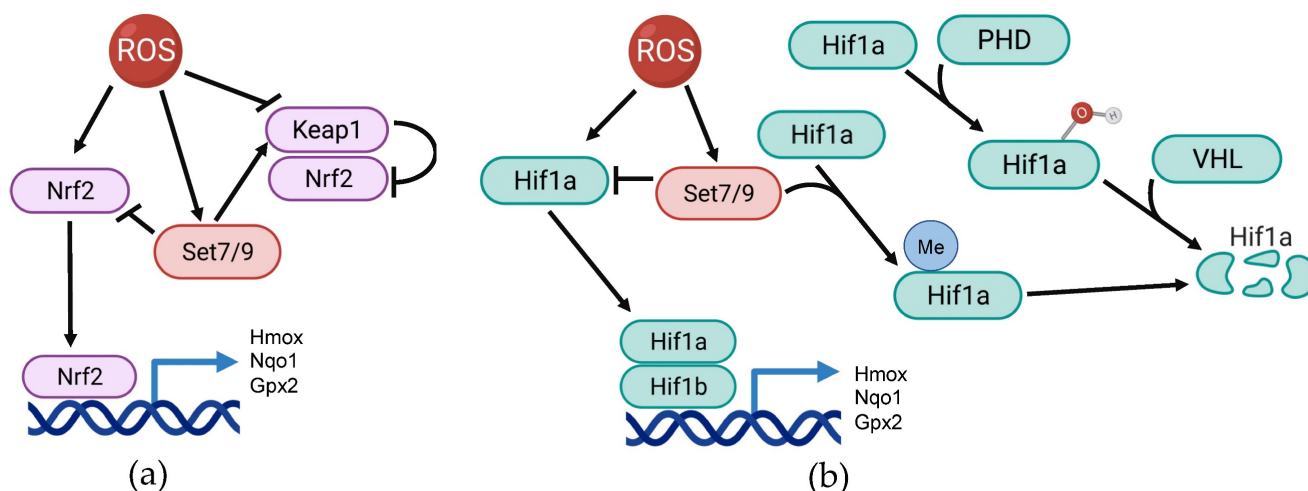 ROS
Keap1
Nrf2
Nrf2
Set7/9
Nrf2
Hmox
Nqo1
Gpx2
(a)
ROS
Hif1a
PHD
Hif1a
O
H
Hif1a
Hif1a
VHL
Set7/9
Me
Hif1a
Hif1a
Hif1a
Hif1b
Hmox
Nqo1
Gpx2
(b)